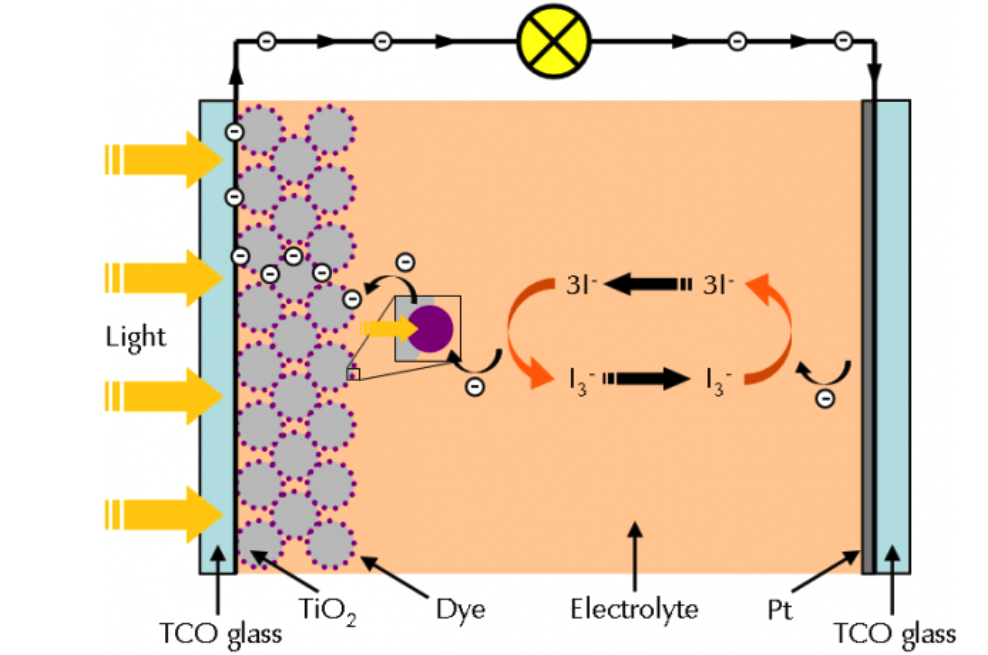 3I⁻ 3I⁻
Light
I₃⁻ I₃⁻
TiO₂ Dye Electrolyte Pt
TCO glass TCO glass